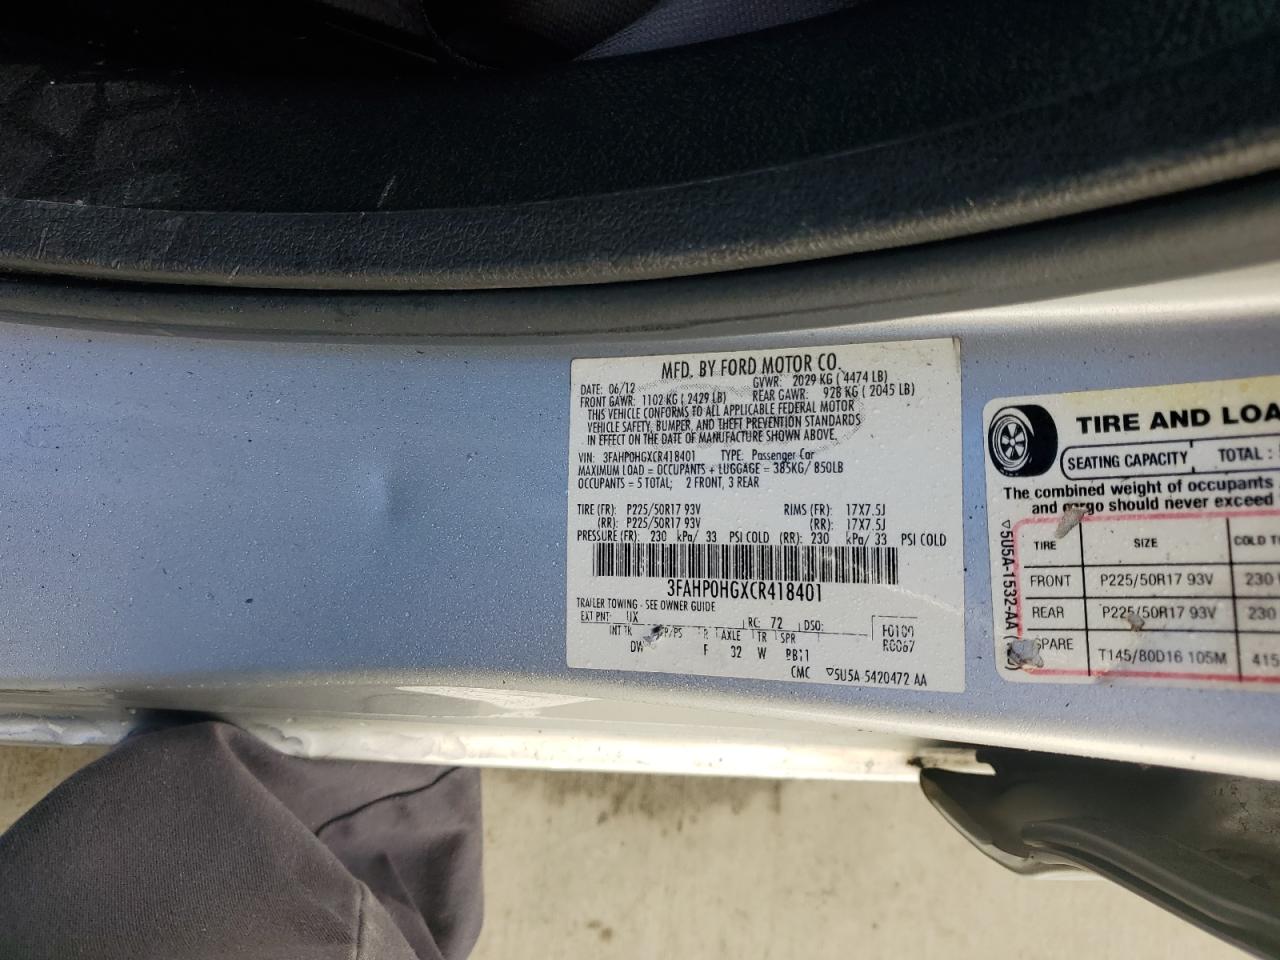 MFD. BY FORD MOTOR CO.
DATE: 06/12 GVWR: 2029 KG ( 4474 LB)
FRONT GAWR: 1102 KG ( 2429 LB) REAR GAWR: 928 KG ( 2045 LB)
THIS VEHICLE CONFORMS TO ALL APPLICABLE FEDERAL MOTOR
VEHICLE SAFETY, BUMPER, AND THEFT PREVENTION STANDARDS
IN EFFECT ON THE DATE OF MANUFACTURE SHOWN ABOVE.
VIN: 3FAHP0HGXCR418401 TYPE: Passenger Car
MAXIMUM LOAD = OCCUPANTS + LUGGAGE = 385KG/ 850LB
OCCUPANTS = 5 TOTAL; 2 FRONT, 3 REAR
TIRE (FR): P225/50R17 93V RIMS (FR): 17X7.5J
(RR): P225/50R17 93V (RR): 17X7.5J
PRESSURE (FR): 230 kPa/ 33 PSI COLD (RR): 230 kPa/ 33 PSI COLD
3FAHP0HGXCR418401
TRAILER TOWING - SEE OWNER GUIDE
EXT PNT: UX RC: 72 DSO:
INT TR TP/PS R AXLE TR SPR
DW F 32 W BB11
F0109
R0067
CMC ▽5U5A 5420472 AA
TIRE AND LOA
SEATING CAPACITY TOTAL :
The combined weight of occupants
and cargo should never exceed
TIRE SIZE COLD T
FRONT P225/50R17 93V 230
REAR P225/50R17 93V 230
SPARE T145/80D16 105M 415
▽5U5A-1532-AA